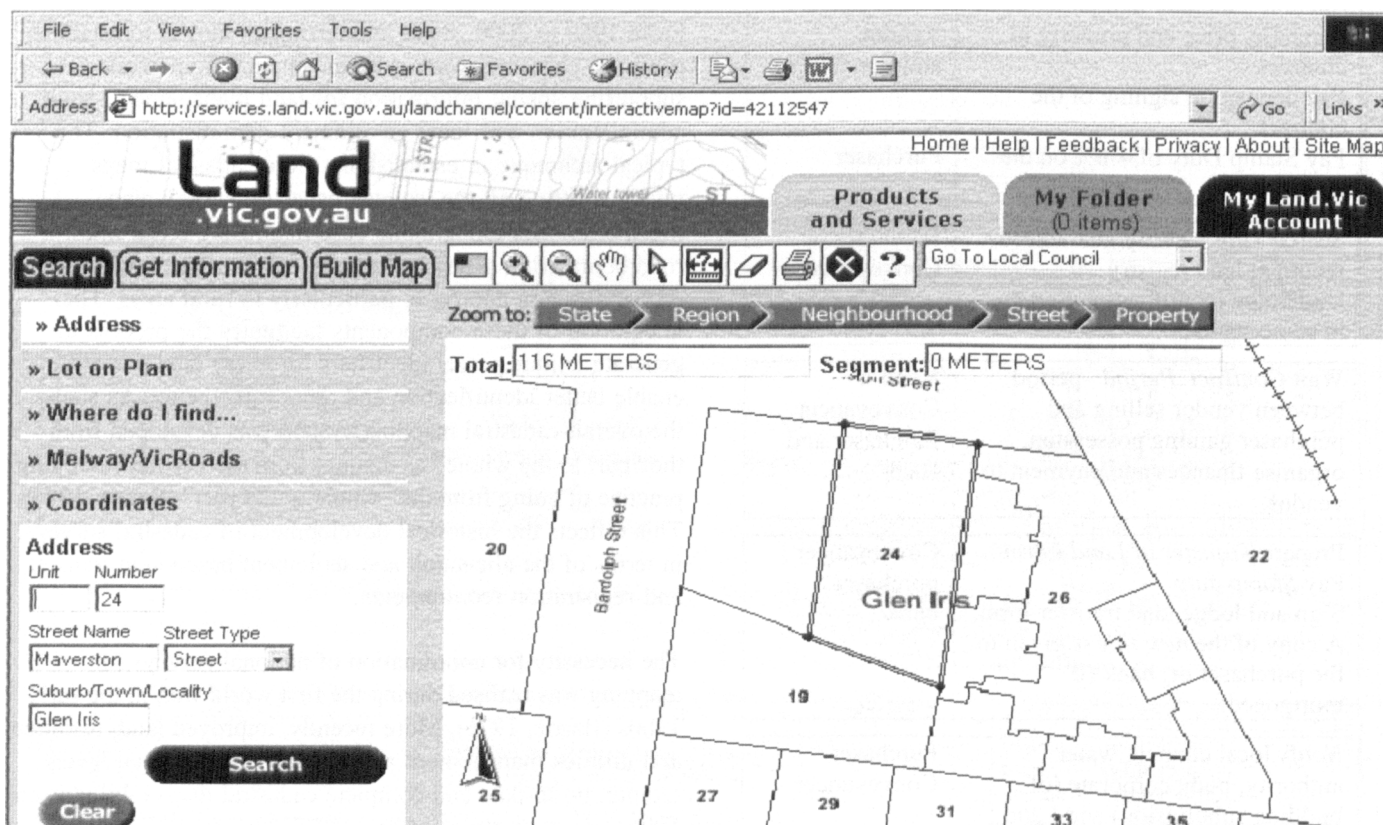 File Edit View Favorites Tools Help
Back Search Favorites History
Address http://services.land.vic.gov.au/landchannel/content/interactivemap?id=42112547 Go Links »
Home | Help | Feedback | Privacy | About | Site Map
Land
.vic.gov.au
Water tower
ST
STR
Products and Services
My Folder (0 items)
My Land.Vic Account
Search Get Information Build Map
Go To Local Council
Zoom to: State Region Neighbourhood Street Property
» Address
» Lot on Plan
» Where do I find...
» Melway/VicRoads
» Coordinates
Address
Unit Number
24
Street Name Street Type
Maverston Street
Suburb/Town/Locality
Glen Iris
Search
Clear
Total: 116 METERS Segment: 0 METERS
Street
20
Bardolph Street
24
22
Glen Iris
26
19
N
25
27
29
31
33
35